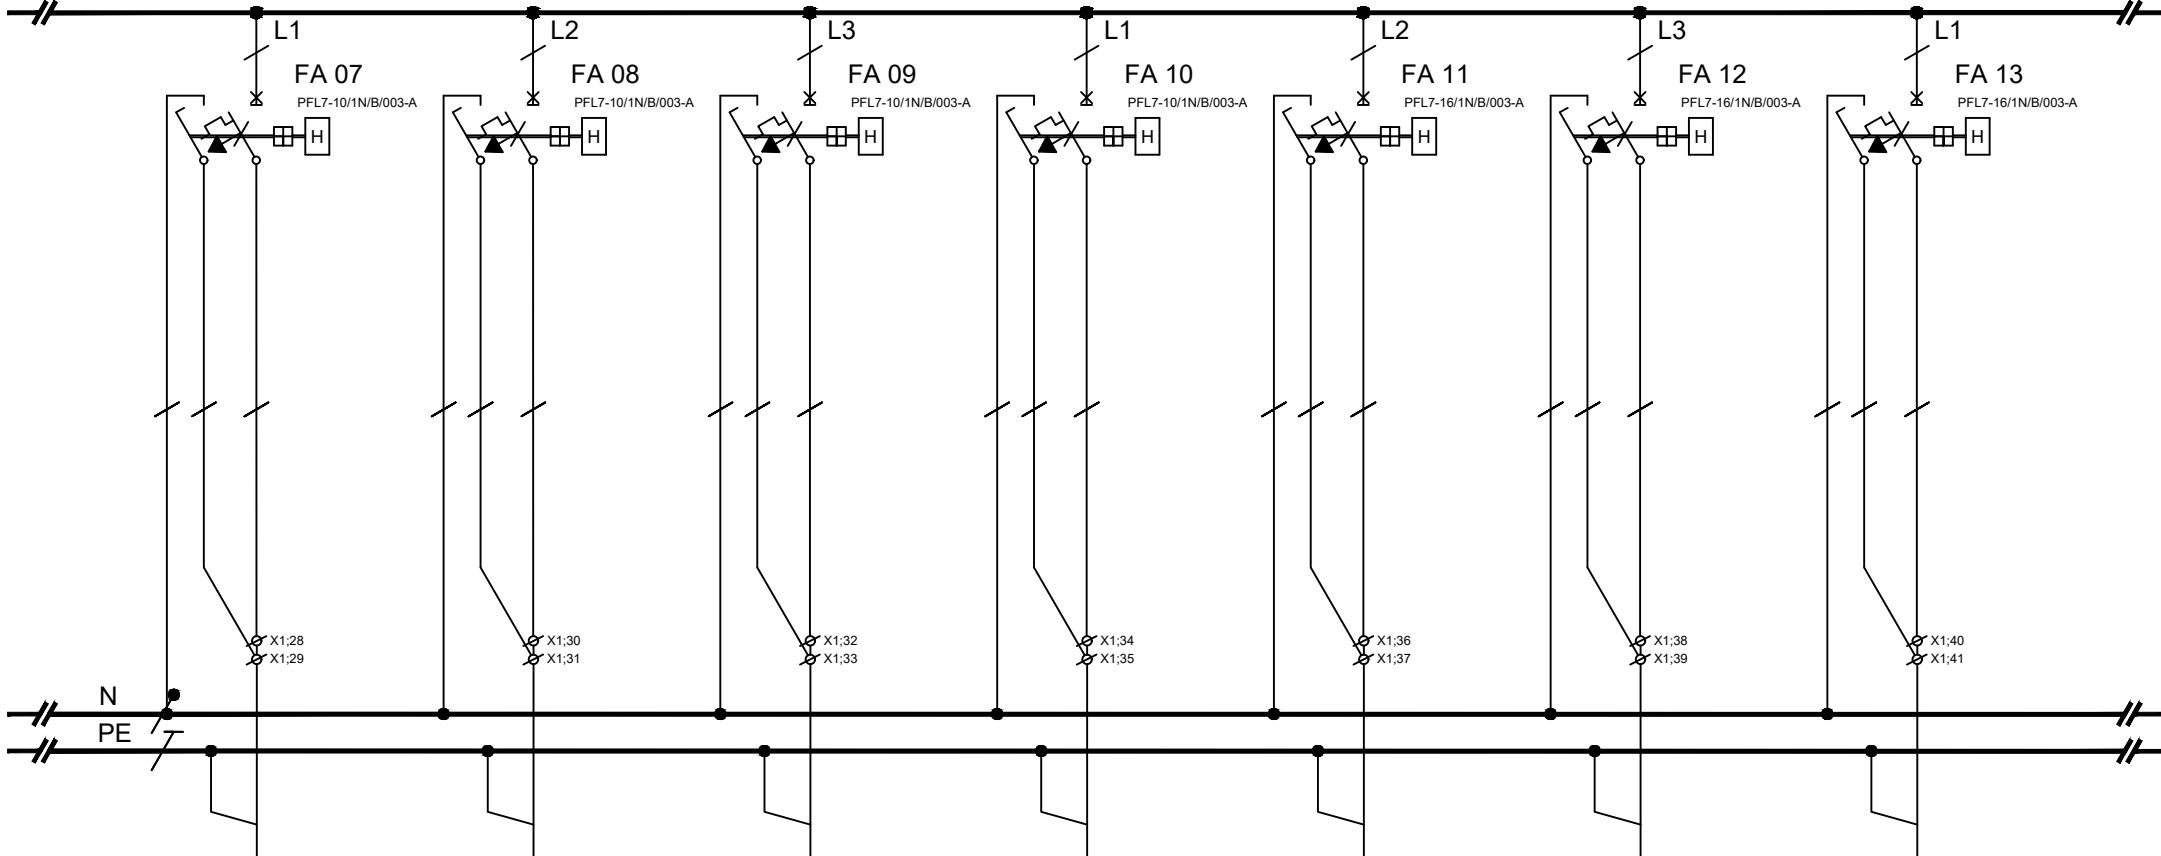 L1 L2 L3 L1 L2 L3 L1
FA 07 FA 08 FA 09 FA 10 FA 11 FA 12 FA 13
PFL7-10/1N/B/003-A PFL7-10/1N/B/003-A PFL7-10/1N/B/003-A PFL7-10/1N/B/003-A PFL7-16/1N/B/003-A PFL7-16/1N/B/003-A PFL7-16/1N/B/003-A
H H H H H H H
X1;28 X1;30 X1;32 X1;34 X1;36 X1;38 X1;40
X1;29 X1;31 X1;33 X1;35 X1;37 X1;39 X1;41
N
PE